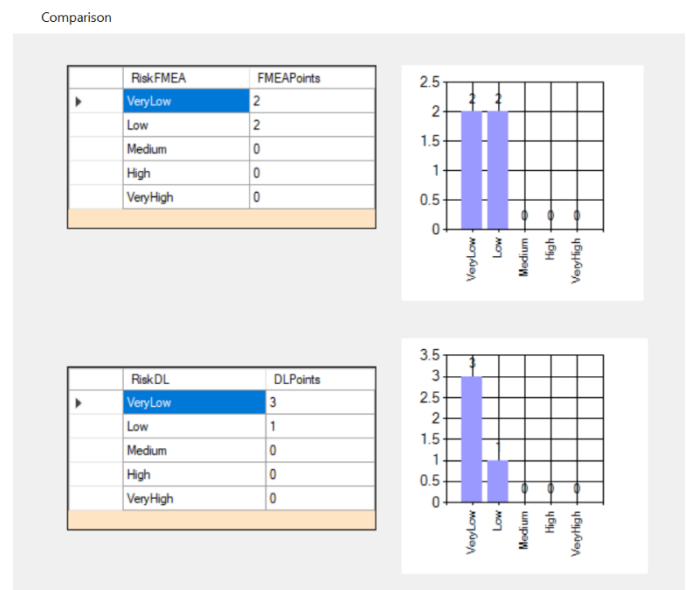 Comparison
RiskFMEA FMEAPoints
VeryLow 2
Low 2
Medium 0
High 0
VeryHigh 0
2.5
2
1.5
1
0.5
0
2 2 0 0 0
VeryLow Low Medium High VeryHigh
RiskDL DLPoints
VeryLow 3
Low 1
Medium 0
High 0
VeryHigh 0
3.5
3
2.5
2
1.5
1
0.5
0
3 1 0 0 0
VeryLow Low Medium High VeryHigh